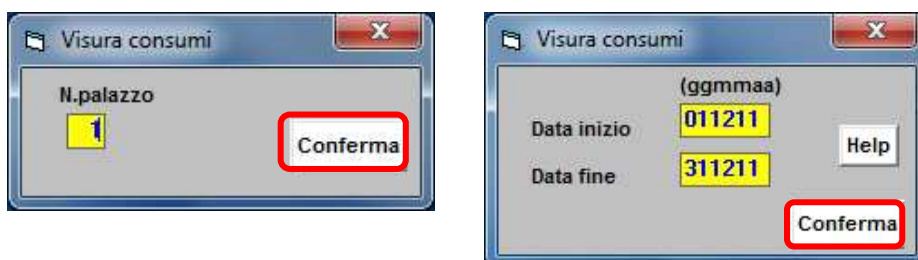 Visura consumi
N.palazzo
1
Conferma
Visura consumi
(ggmmaa)
Data inizio 011211
Help
Data fine 311211
Conferma